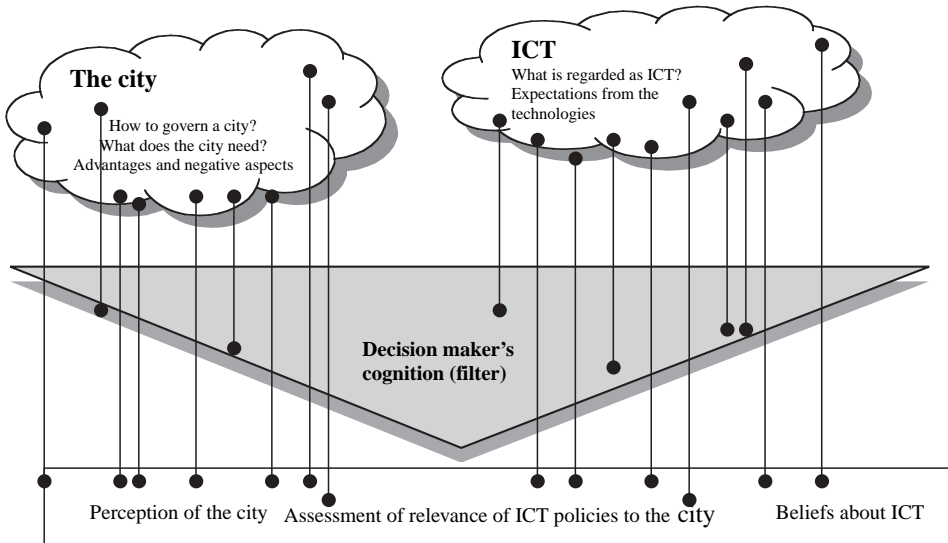 The city
How to govern a city?
What does the city need?
Advantages and negative aspects
ICT
What is regarded as ICT?
Expectations from the
technologies
Decision maker's
cognition (filter)
Perception of the city
Assessment of relevance of ICT policies to the city
Beliefs about ICT